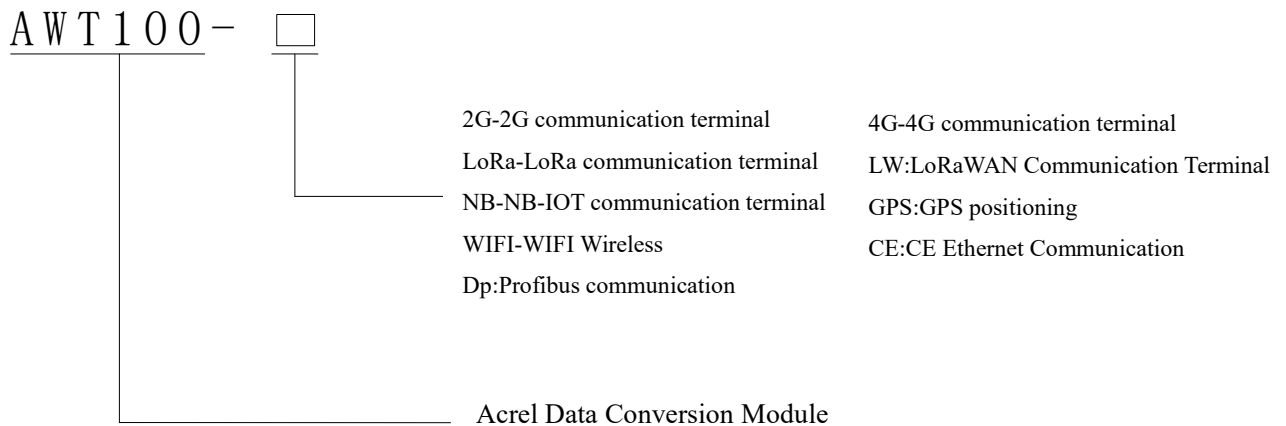 AWT100-
2G-2G communication terminal
LoRa-LoRa communication terminal
NB-NB-IOT communication terminal
WIFI-WIFI Wireless
Dp:Profibus communication
4G-4G communication terminal
LW:LoRaWAN Communication Terminal
GPS:GPS positioning
CE:CE Ethernet Communication
Acrel Data Conversion Module